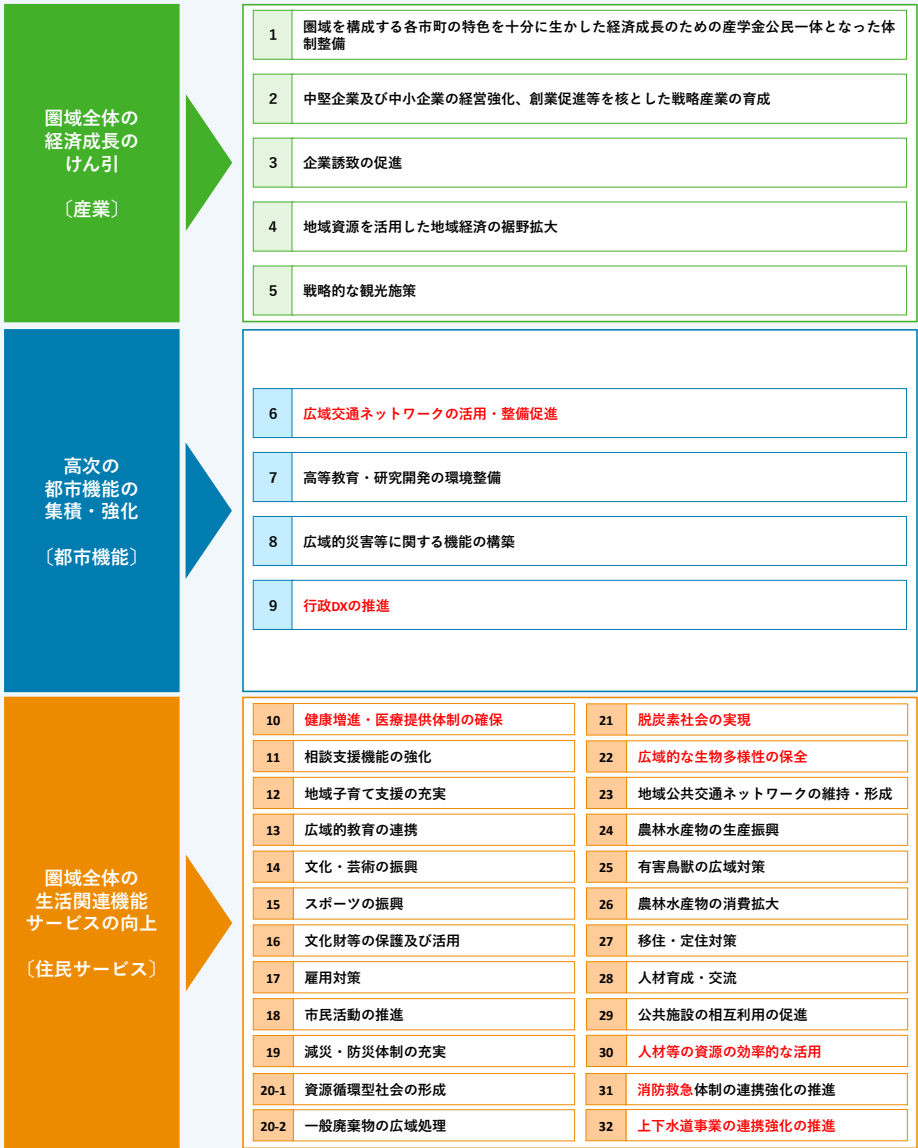 圏域全体の
経済成長の
けん引
〔産業〕
1
圏域を構成する各市町の特色を十分に生かした経済成長のための産学金公民一体となった体
制整備
2
中堅企業及び中小企業の経営強化、創業促進等を核とした戦略産業の育成
3
企業誘致の促進
4
地域資源を活用した地域経済の裾野拡大
5
戦略的な観光施策
高次の
都市機能の
集積・強化
〔都市機能〕
6
広域交通ネットワークの活用・整備促進
7
高等教育・研究開発の環境整備
8
広域的災害等に関する機能の構築
9
行政DXの推進
圏域全体の
生活関連機能
サービスの向上
〔住民サービス〕
10
健康増進・医療提供体制の確保
11
相談支援機能の強化
12
地域子育て支援の充実
13
広域的教育の連携
14
文化・芸術の振興
15
スポーツの振興
16
文化財等の保護及び活用
17
雇用対策
18
市民活動の推進
19
減災・防災体制の充実
20-1
資源循環型社会の形成
20-2
一般廃棄物の広域処理
21
脱炭素社会の実現
22
広域的な生物多様性の保全
23
地域公共交通ネットワークの維持・形成
24
農林水産物の生産振興
25
有害鳥獣の広域対策
26
農林水産物の消費拡大
27
移住・定住対策
28
人材育成・交流
29
公共施設の相互利用の促進
30
人材等の資源の効率的な活用
31
消防救急体制の連携強化の推進
32
上下水道事業の連携強化の推進